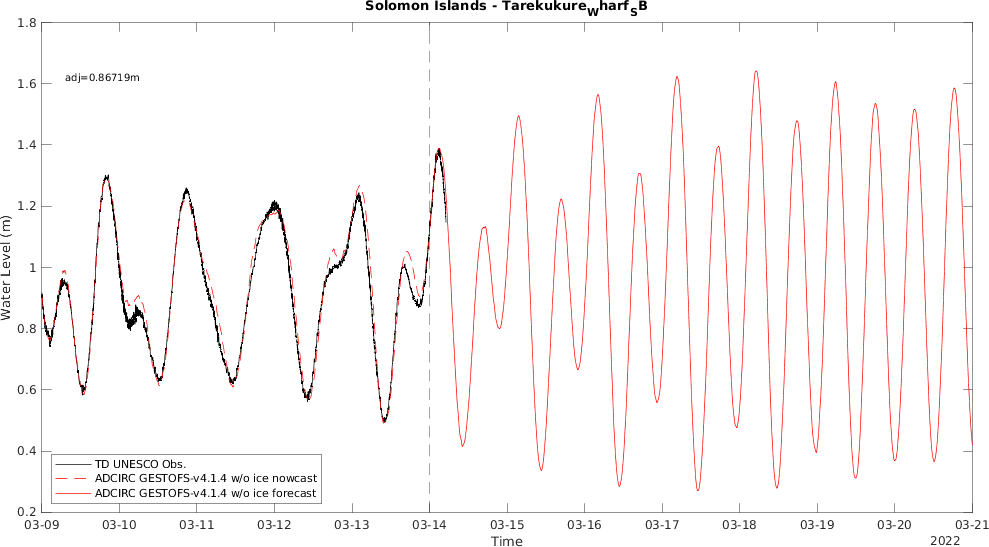 Solomon Islands - Tarekukure_Wharf_SB
1.8
1.6
1.4
1.2
1
0.8
0.6
0.4
0.2
Water Level (m)
adj=0.86719m
TD UNESCO Obs.
ADCIRC GESTOFS-v4.1.4 w/o ice nowcast
ADCIRC GESTOFS-v4.1.4 w/o ice forecast
03-09 03-10 03-11 03-12 03-13 03-14 03-15 03-16 03-17 03-18 03-19 03-20 03-21
Time
2022